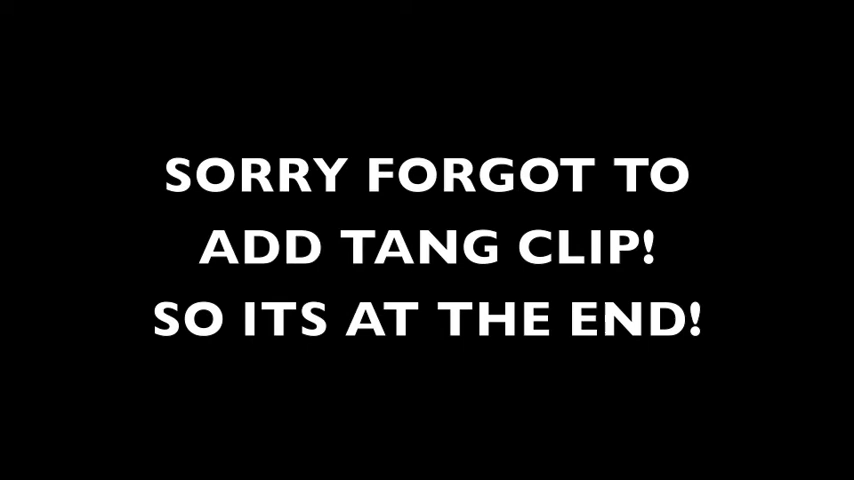 SORRY FORGOT TO
ADD TANG CLIP!
SO ITS AT THE END!